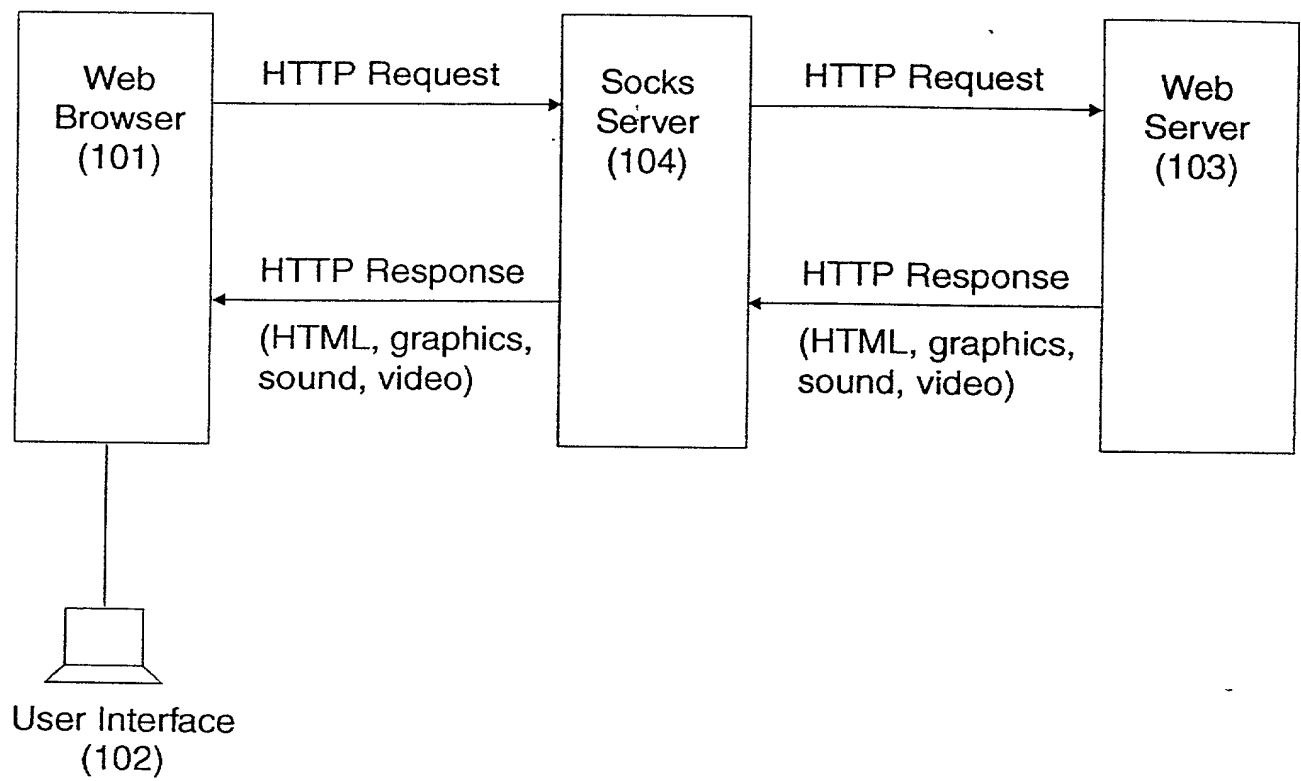 Web
Browser
(101)
HTTP Request
Socks
Server
(104)
HTTP Request
Web
Server
(103)
HTTP Response
(HTML, graphics,
sound, video)
HTTP Response
(HTML, graphics,
sound, video)
User Interface
(102)